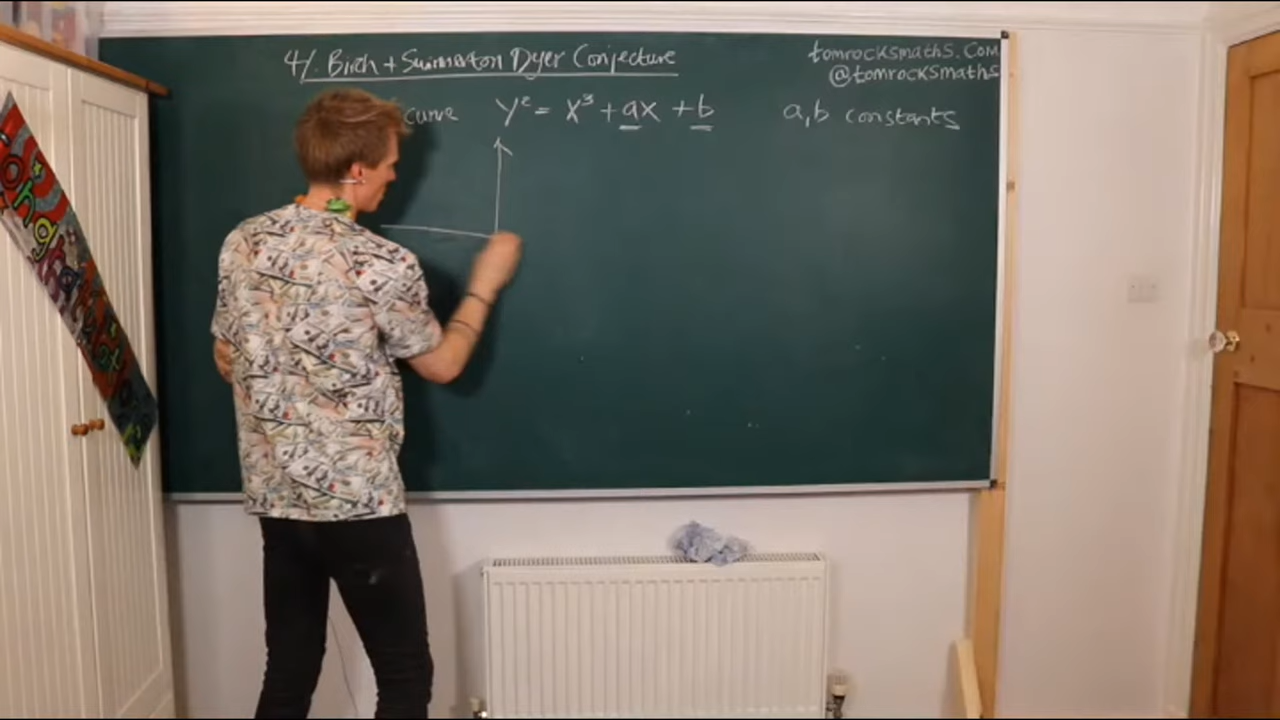 4/. Birch + Swinnerton Dyer Conjecture
tomrocksmaths.com
@tomrocksmaths
curve y² = x³ + ax + b
a,b constants